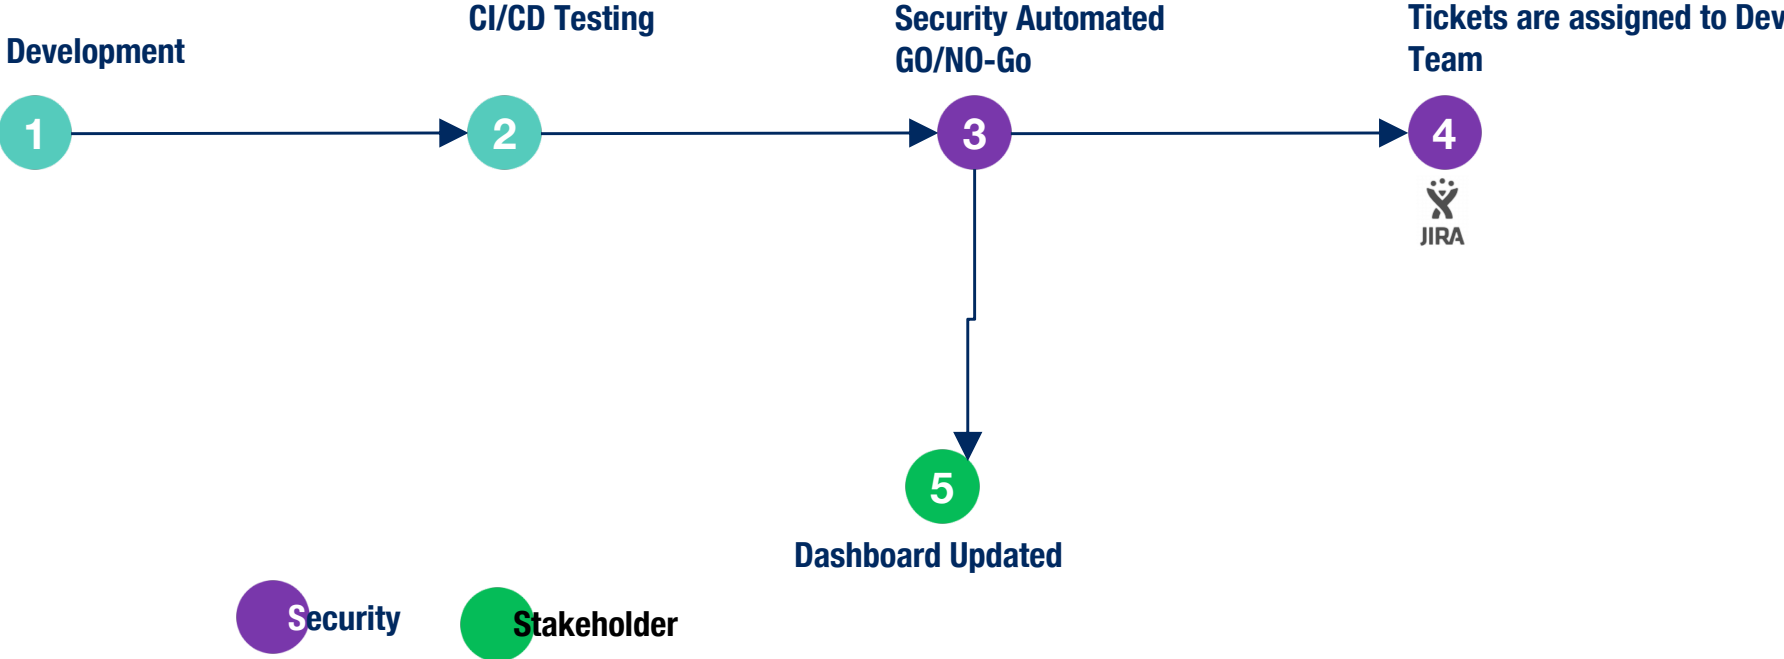 CI/CD Testing
Security Automated
GO/NO-Go
Tickets are assigned to Dev
Team
Development
1
2
3
4
JIRA
5
Dashboard Updated
Security
Stakeholder